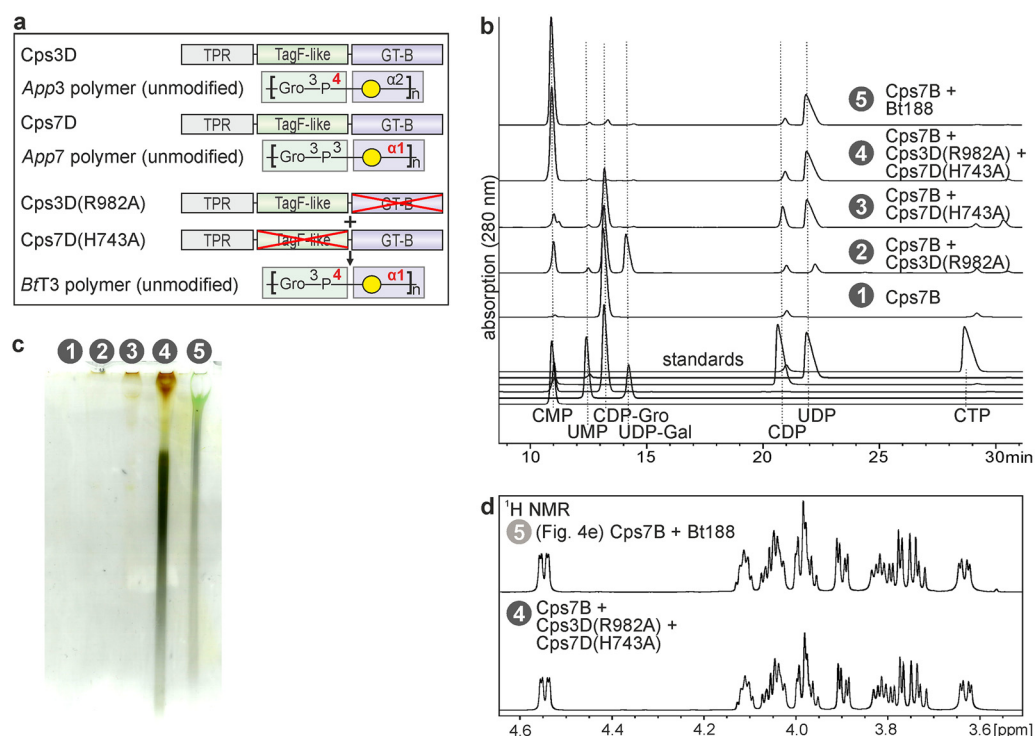 a
Cps3D
TPR TagF-like GT-B
App3 polymer (unmodified)
[Gro 3 P 4 α2]n
Cps7D
TPR TagF-like GT-B
App7 polymer (unmodified)
[Gro 3 P 3 α1]n
Cps3D(R982A)
TPR TagF-like GT-B
+
Cps7D(H743A)
TPR TagF-like GT-B
BtT3 polymer (unmodified)
[Gro 3 P 4 α1]n
b
absorption (280 nm)
5 Cps7B +
Bt188
4 Cps7B +
Cps3D(R982A) +
Cps7D(H743A)
3 Cps7B +
Cps7D(H743A)
2 Cps7B +
Cps3D(R982A)
1 Cps7B
standards
CMP CDP-Gro UDP CTP
UMP UDP-Gal CDP
10 15 20 25 30min
c
1 2 3 4 5
d
1H NMR
5 (Fig. 4e) Cps7B + Bt188
4 Cps7B +
Cps3D(R982A) +
Cps7D(H743A)
4.6 4.4 4.2 4.0 3.8 3.6[ppm]